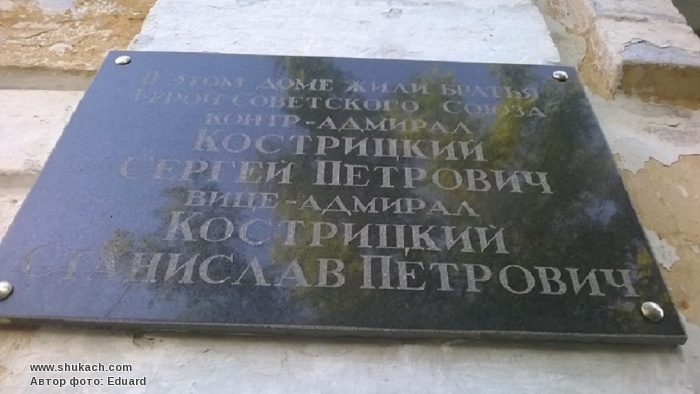 В ЭТОМ ДОМЕ ЖИЛИ БРАТЬЯ
ГЕРОИ СОВЕТСКОГО СОЮЗА
КОНТР-АДМИРАЛ
КОСТРИЦКИЙ
СЕРГЕЙ ПЕТРОВИЧ
ВИЦЕ-АДМИРАЛ
КОСТРИЦКИЙ
СТАНИСЛАВ ПЕТРОВИЧ
www.shukach.com
Автор фото: Eduard